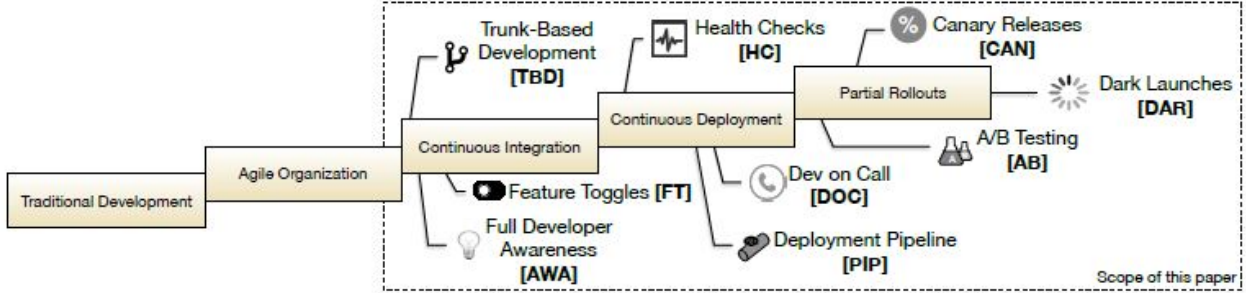 Traditional Development
Agile Organization
Continuous Integration
Trunk-Based
Development
[TBD]
Feature Toggles [FT]
Full Developer
Awareness
[AWA]
Continuous Deployment
Health Checks
[HC]
Dev on Call
[DOC]
Deployment Pipeline
[PIP]
Partial Rollouts
%
Canary Releases
[CAN]
Dark Launches
[DAR]
A
A/B Testing
[AB]
Scope of this paper